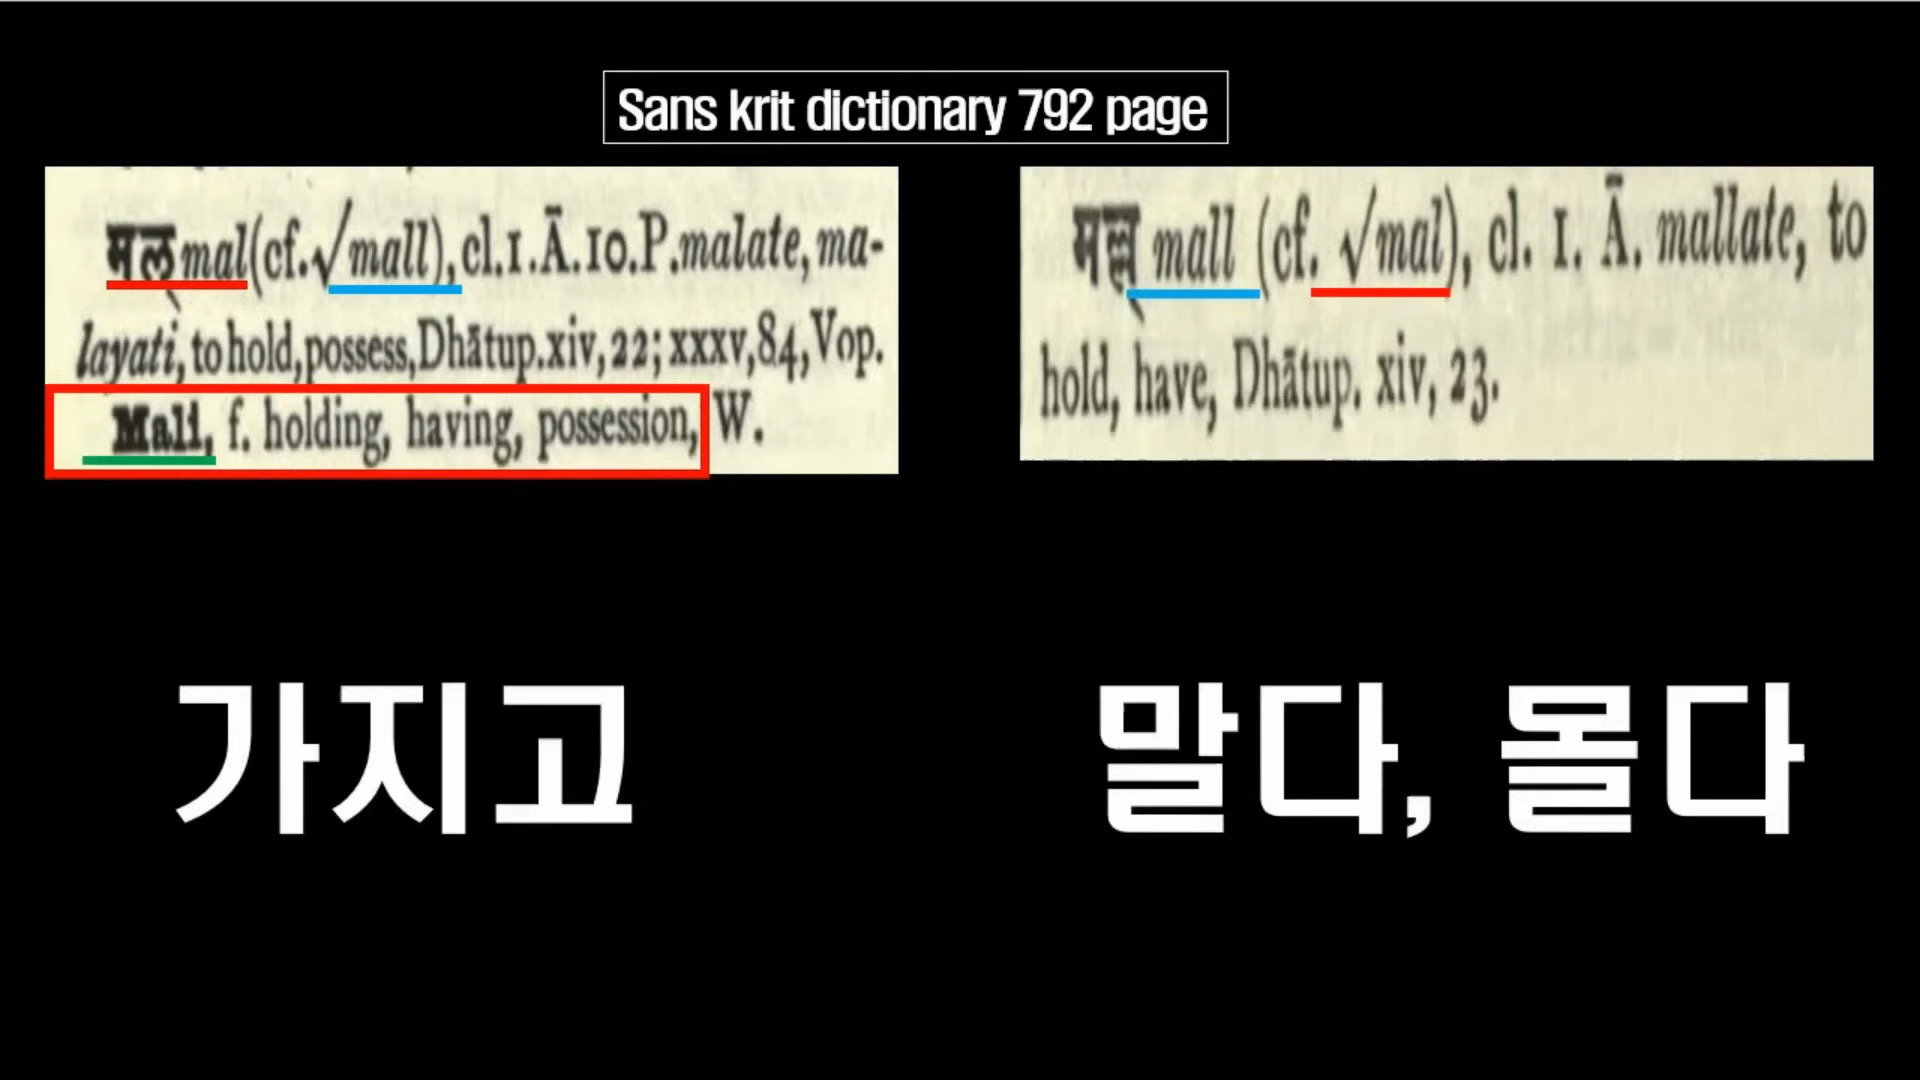 Sans krit dictionary 792 page
मल् mal (cf. √mall), cl. 1. Ā. 10. P. malate, ma-
layati, to hold, possess, Dhātup. xiv, 22; xxxv, 84, Vop.
Mali, f. holding, having, possession, W.
मल्ल् mall (cf. √mal), cl. 1. Ā. mallate, to
hold, have, Dhātup. xiv, 23.
가지고
말다, 몰다